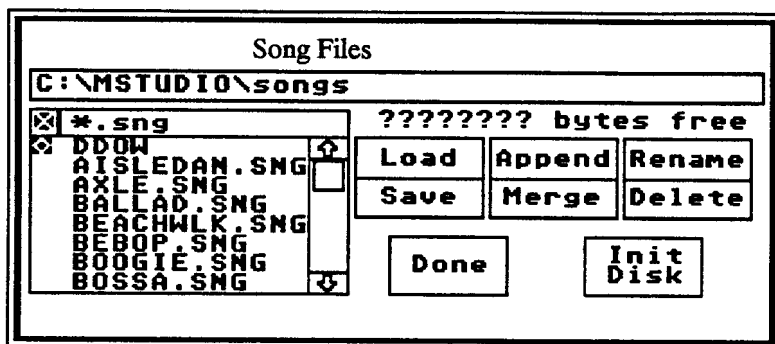 Song Files
C:\MSTUDIO\songs
*.sng
???????? bytes free
DDOW
AISLEDAN.SNG
AXLE.SNG
BALLAD.SNG
BEACHWLK.SNG
BEBOP.SNG
BOOGIE.SNG
BOSSA.SNG
Load Append Rename
Save Merge Delete
Done
Init
Disk